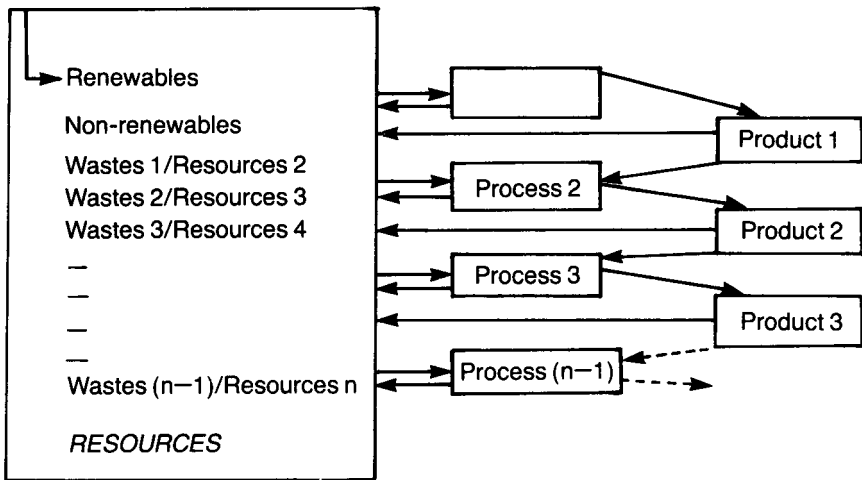 Renewables
Non-renewables
Wastes 1/Resources 2
Wastes 2/Resources 3
Wastes 3/Resources 4
—
—
—
—
Wastes (n—1)/Resources n
RESOURCES
Process 2
Process 3
Process (n—1)
Product 1
Product 2
Product 3